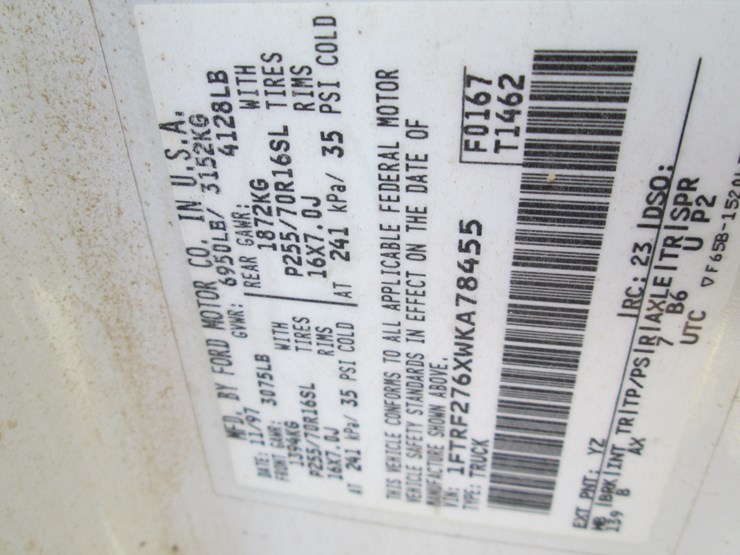 MFD. BY FORD MOTOR CO. IN U.S.A.
DATE: 11/97 GVWR: 6950LB/ 3152KG
FRONT GAWR: 3075LB REAR GAWR: 4128LB
1394KG WITH 1872KG WITH
P255/70R16SL TIRES P255/70R16SL TIRES
16X7.0J RIMS 16X7.0J RIMS
AT 241 kPa/ 35 PSI COLD AT 241 kPa/ 35 PSI COLD
THIS VEHICLE CONFORMS TO ALL APPLICABLE FEDERAL MOTOR
VEHICLE SAFETY STANDARDS IN EFFECT ON THE DATE OF
MANUFACTURE SHOWN ABOVE.
VIN: 1FTRF276XWKA78455 F0167
TYPE: TRUCK T1462
EXT PNT: YZ RC: 23 DSO:
WB BRK INT TR TP/PS R AXLE TR SPR
139 B AX 7 B6 U P2
UTC ▽F65B-1520